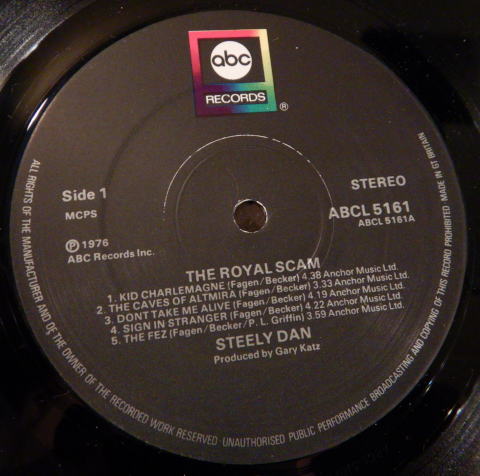 abc
RECORDS
®
Side 1
STEREO
MCPS
ABCL 5161
ABCL 5161A
℗ 1976
ABC Records Inc.
THE ROYAL SCAM
1. KID CHARLEMAGNE (Fagen/Becker) 4.38 Anchor Music Ltd.
2. THE CAVES OF ALTMIRA (Fagen/Becker) 3.33 Anchor Music Ltd.
3. DONT TAKE ME ALIVE (Fagen/Becker) 4.19 Anchor Music Ltd.
4. SIGN IN STRANGER (Fagen/Becker) 4.22 Anchor Music Ltd.
5. THE FEZ (Fagen/Becker/P. L. Griffin) 3.59 Anchor Music Ltd.
STEELY DAN
Produced by Gary Katz
ALL RIGHTS OF THE MANUFACTURER AND OF THE OWNER OF THE RECORDED WORK RESERVED · UNAUTHORISED PUBLIC PERFORMANCE BROADCASTING AND COPYING OF THIS RECORD PROHIBITED MADE IN GT BRITAIN